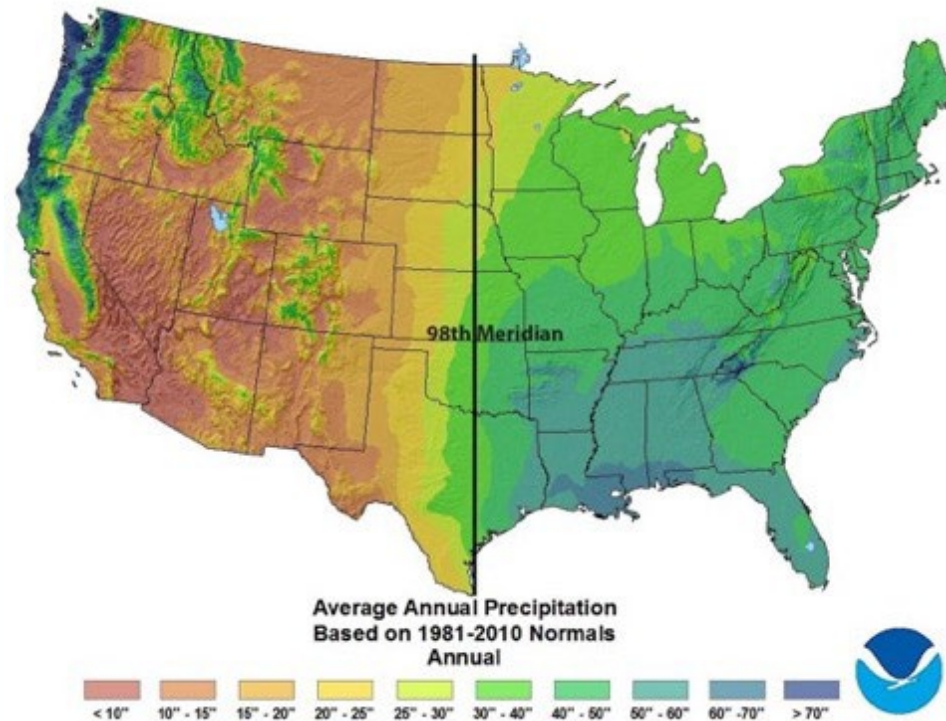 98th Meridian
Average Annual Precipitation
Based on 1981-2010 Normals
Annual
< 10" 10" - 15" 15" - 20" 20" - 25" 25" - 30" 30" - 40" 40" - 50" 50" - 60" 60" -70" > 70"